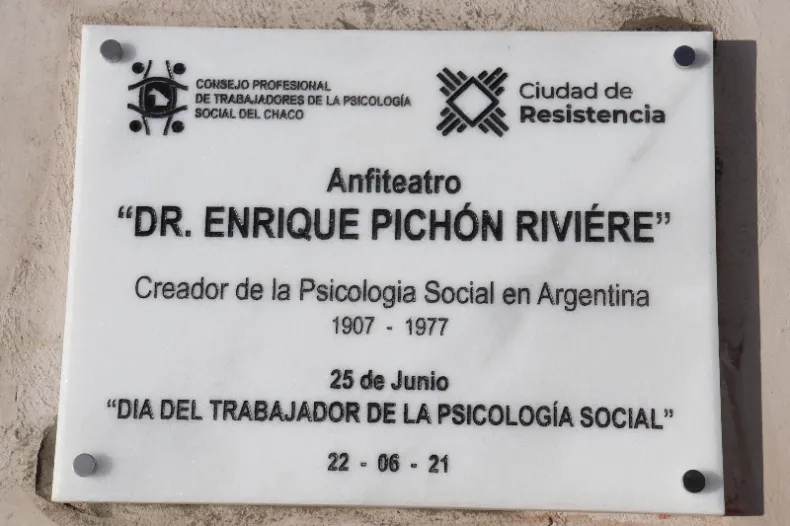 CONSEJO PROFESIONAL
DE TRABAJADORES DE LA PSICOLOGÍA
SOCIAL DEL CHACO
Ciudad de
Resistencia
Anfiteatro
“DR. ENRIQUE PICHÓN RIVIÉRE”
Creador de la Psicologia Social en Argentina
1907 - 1977
25 de Junio
“DIA DEL TRABAJADOR DE LA PSICOLOGÍA SOCIAL”
22 - 06 - 21